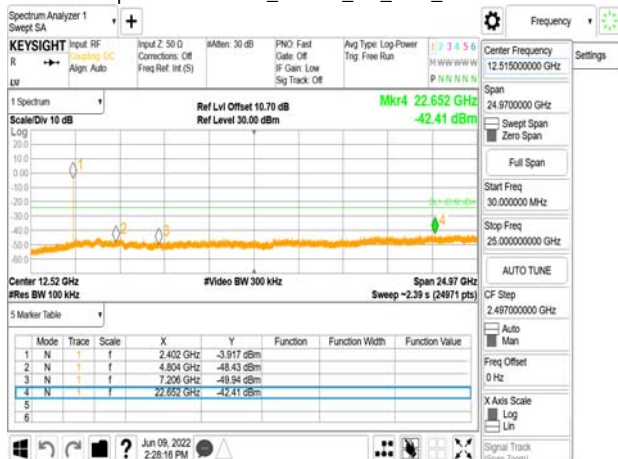 Spectrum Analyzer 1
Swept SA
Frequency
Settings
KEYSIGHT
R
Input: RF
Coupling: DC
Align: Auto
Input Z: 50 Ω
Corrections: Off
Freq Ref: Int (S)
#Atten: 30 dB
PNO: Fast
Gate: Off
IF Gain: Low
Sig Track: Off
Avg Type: Log-Power
Trig: Free Run
1 2 3 4 5 6
M W W W W W
P N N N N N
1 Spectrum
Scale/Div 10 dB
Log
Ref Lvl Offset 10.70 dB
Ref Level 30.00 dBm
Mkr4 22.652 GHz
-42.41 dBm
20.0
10.0
0.00
-10.0
-20.0
-30.0
-40.0
-50.0
-60.0
1
2
3
4
Center 12.52 GHz
#Res BW 100 kHz
#Video BW 300 kHz
Span 24.97 GHz
Sweep ~2.39 s (24971 pts)
5 Marker Table
Mode Trace Scale X Y Function Function Width Function Value
1 N 1 f 2.402 GHz -3.917 dBm
2 N 1 f 4.804 GHz -48.43 dBm
3 N 1 f 7.206 GHz -49.94 dBm
4 N 1 f 22.652 GHz -42.41 dBm
5
6
Jun 09, 2022
2:28:16 PM
Center Frequency
12.515000000 GHz
Span
24.9700000 GHz
Swept Span
Zero Span
Full Span
Start Freq
30.000000 MHz
Stop Freq
25.000000000 GHz
AUTO TUNE
CF Step
2.497000000 GHz
Auto
Man
Freq Offset
0 Hz
X Axis Scale
Log
Lin
Signal Track